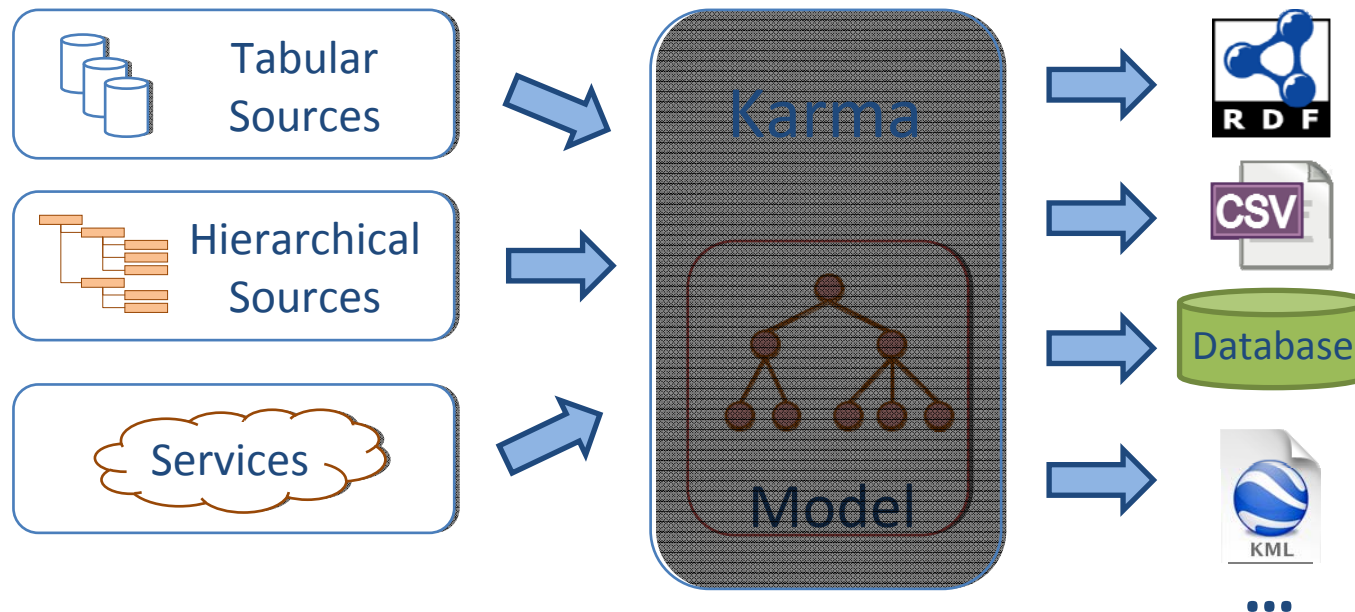 Tabular
Sources
Hierarchical
Sources
Services
Karma
Model
RDF
CSV
Database
KML
...